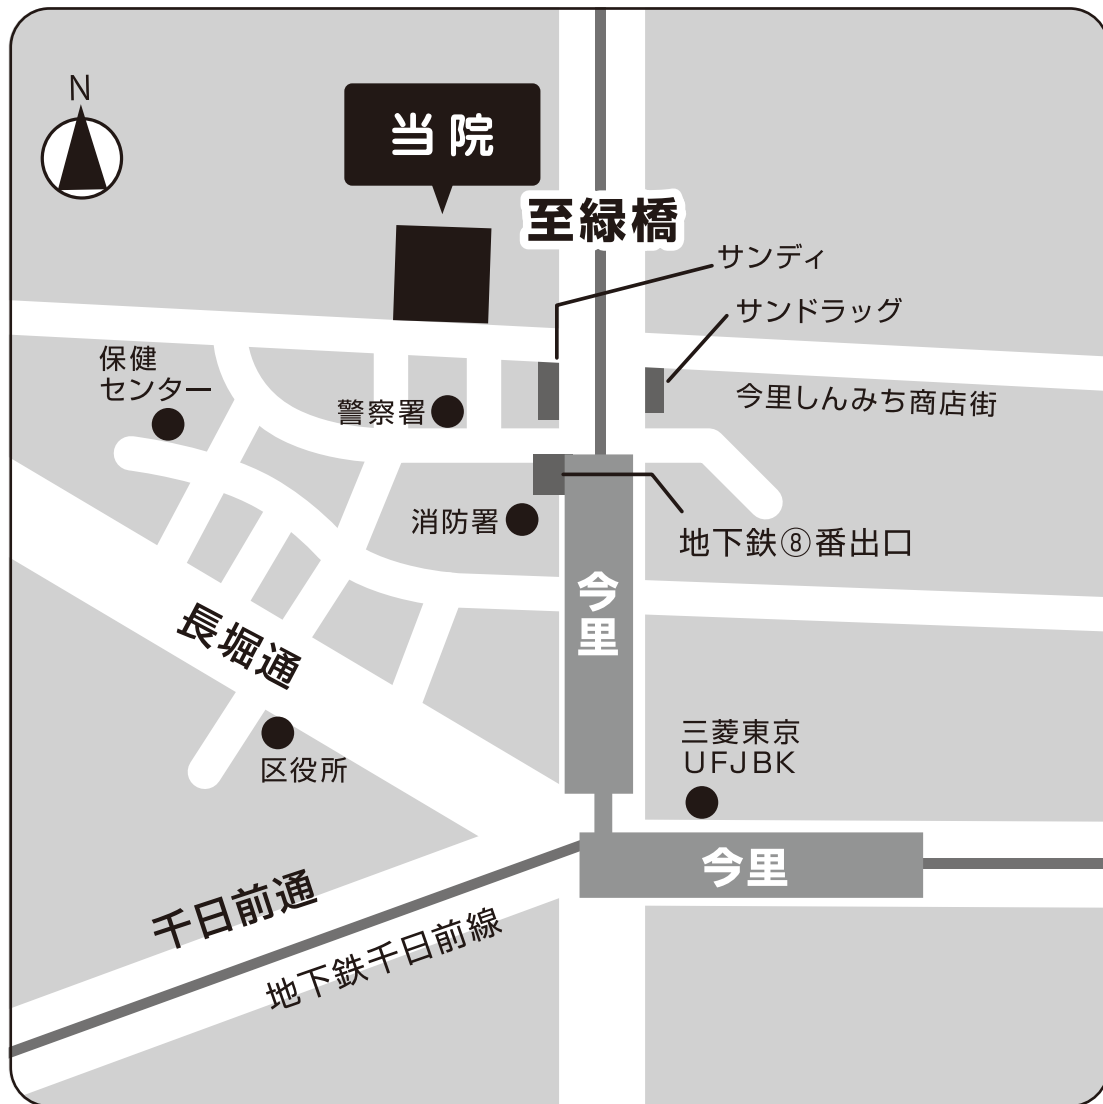 N
当院
至緑橋
サンディ
サンドラッグ
保健
センター
今里しんみち商店街
警察署
消防署
地下鉄⑧番出口
今里
長堀通
三菱東京
UFJBK
区役所
今里
千日前通
地下鉄千日前線